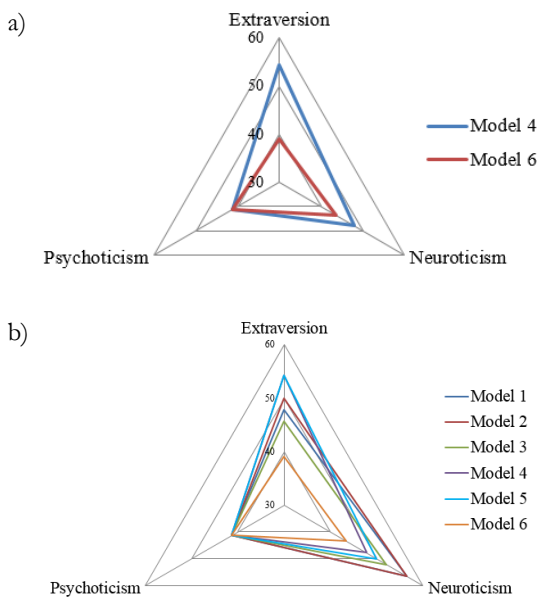 a)
Extraversion
60
50
40
30
Psychoticism
Neuroticism
Model 4
Model 6
b)
Extraversion
60
50
40
30
Psychoticism
Neuroticism
Model 1
Model 2
Model 3
Model 4
Model 5
Model 6